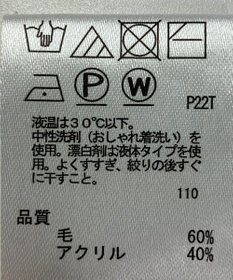 P W P22T
液温は30℃以下。
中性洗剤（おしゃれ着洗い）を
使用。漂白剤は液体タイプを使
用。よくすすぎ、絞りの後すぐ
に干すこと。
110
品質
毛 60%
アクリル 40%